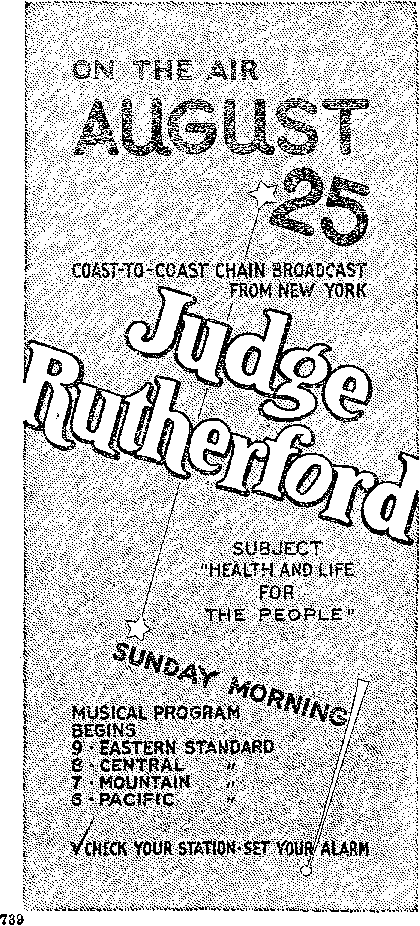 ON THE AIR
AUGUST
25
COAST-TO-COAST CHAIN BROADCAST
FROM NEW YORK
Judge
Rutherford
SUBJECT
"HEALTH AND LIFE
FOR
THE PEOPLE"
SUNDAY MORNING
MUSICAL PROGRAM
BEGINS
9 - EASTERN STANDARD
8 - CENTRAL "
7 - MOUNTAIN "
6 - PACIFIC "
√ CHECK YOUR STATION-SET YOUR ALARM
739